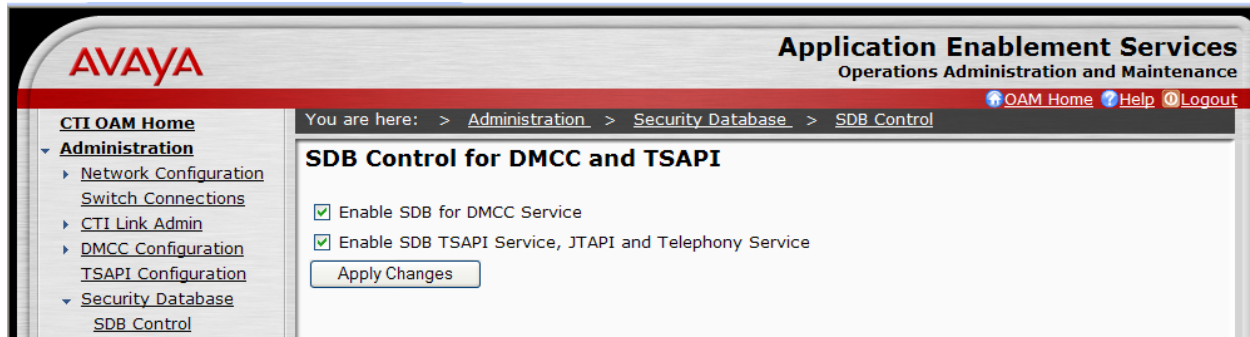 AVAYA
Application Enablement Services
Operations Administration and Maintenance
OAM Home Help Logout
You are here: > Administration > Security Database > SDB Control
CTI OAM Home
Administration
Network Configuration
Switch Connections
CTI Link Admin
DMCC Configuration
TSAPI Configuration
Security Database
SDB Control
SDB Control for DMCC and TSAPI
Enable SDB for DMCC Service
Enable SDB TSAPI Service, JTAPI and Telephony Service
Apply Changes